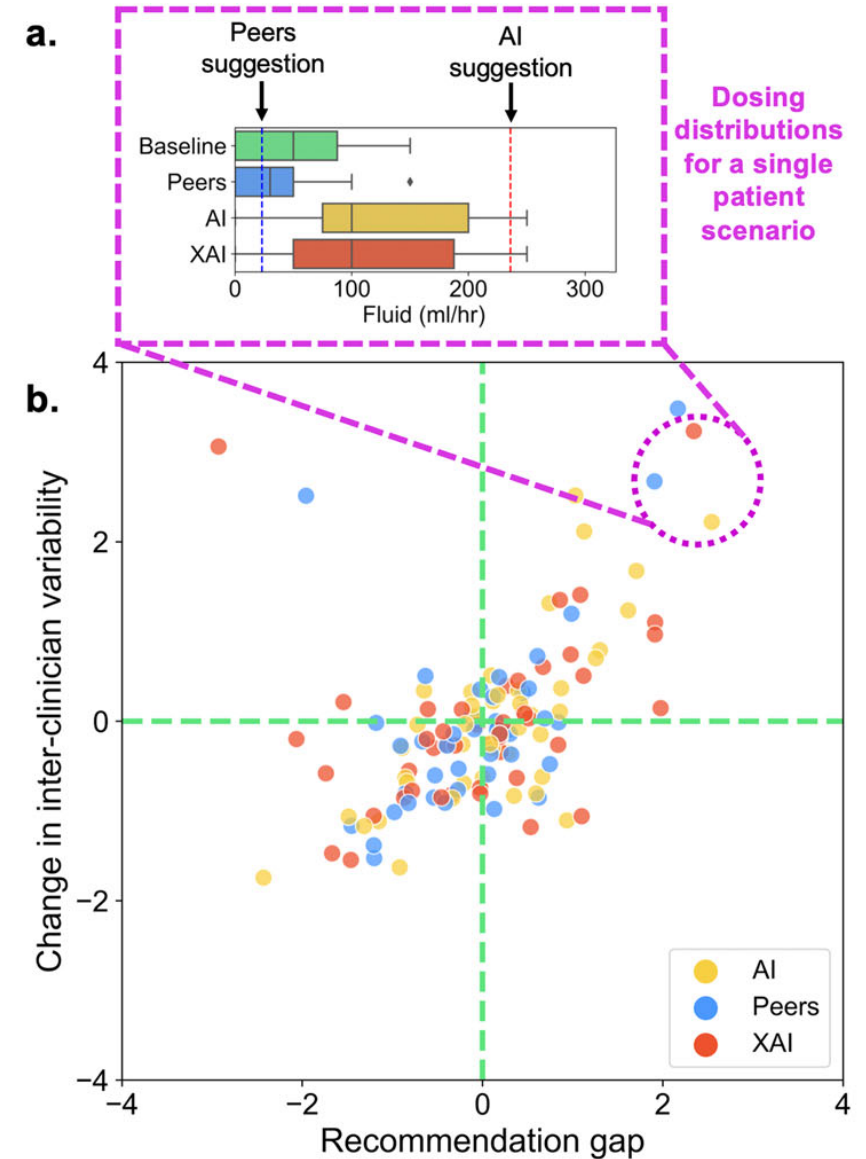 a.
Peers
suggestion
AI
suggestion
Dosing
distributions
for a single
patient
scenario
Baseline
Peers
AI
XAI
0 100 200 300
Fluid (ml/hr)
b.
4
2
0
−2
−4
Change in inter-clinician variability
AI
Peers
XAI
−4 −2 0 2 4
Recommendation gap